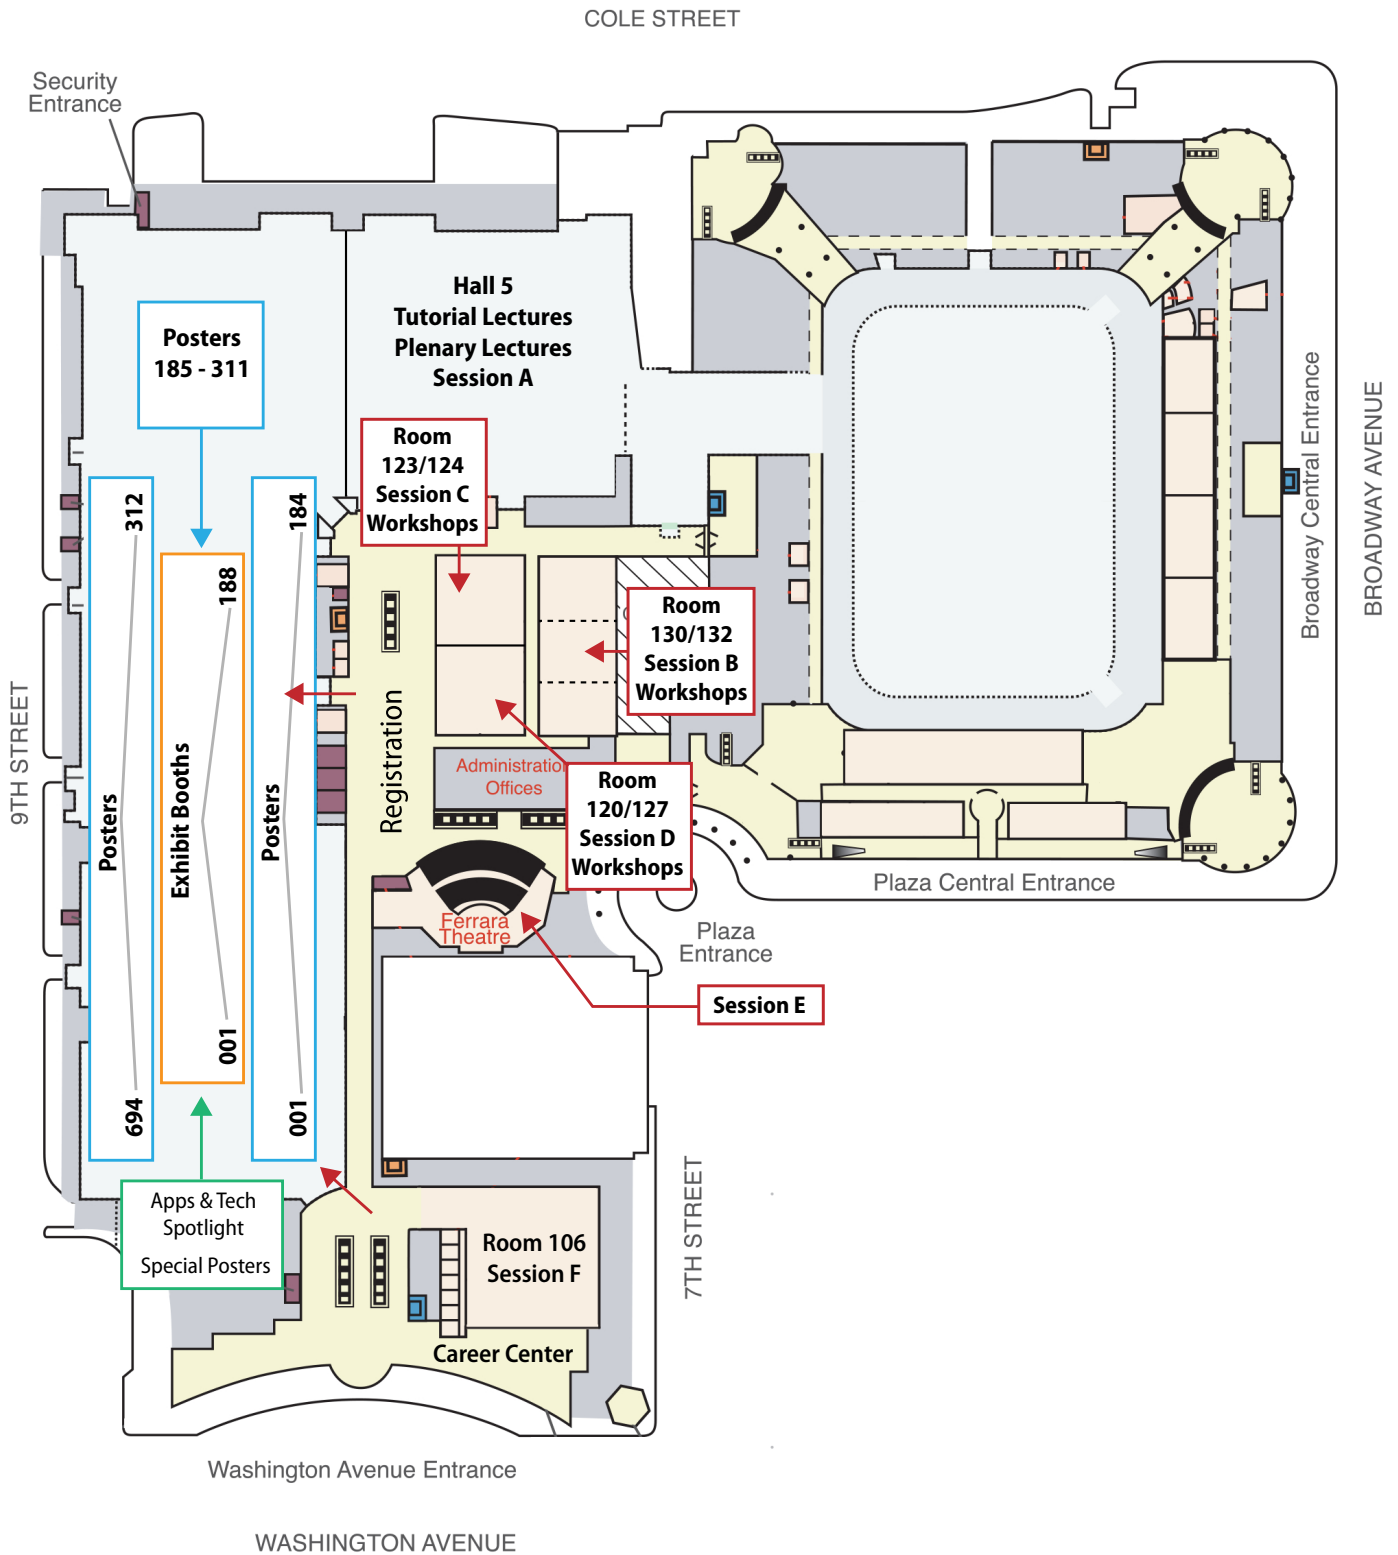 COLE STREET
Security
Entrance
Hall 5
Tutorial Lectures
Plenary Lectures
Session A
Posters
185 - 311
Room
123/124
Session C
Workshops
312
184
188
Room
130/132
Session B
Workshops
Broadway Central Entrance
BROADWAY AVENUE
9TH STREET
Registration
Administration
Offices
Room
120/127
Session D
Workshops
Posters
Exhibit Booths
Posters
Plaza Central Entrance
Ferrara
Theatre
Plaza
Entrance
Session E
001
694
001
Apps & Tech
Spotlight
Special Posters
7TH STREET
Room 106
Session F
Career Center
Washington Avenue Entrance
WASHINGTON AVENUE